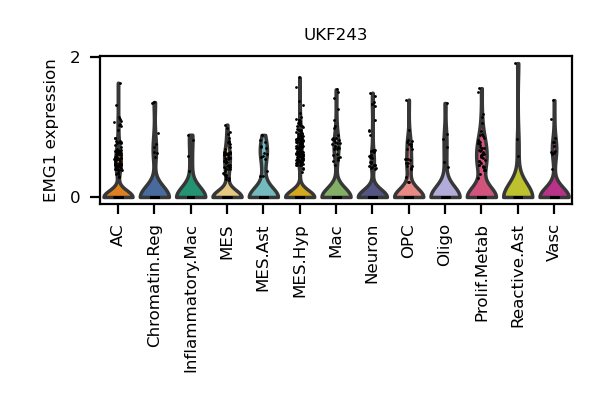 UKF243
EMG1 expression
2
0
AC
Chromatin.Reg
Inflammatory.Mac
MES
MES.Ast
MES.Hyp
Mac
Neuron
OPC
Oligo
Prolif.Metab
Reactive.Ast
Vasc